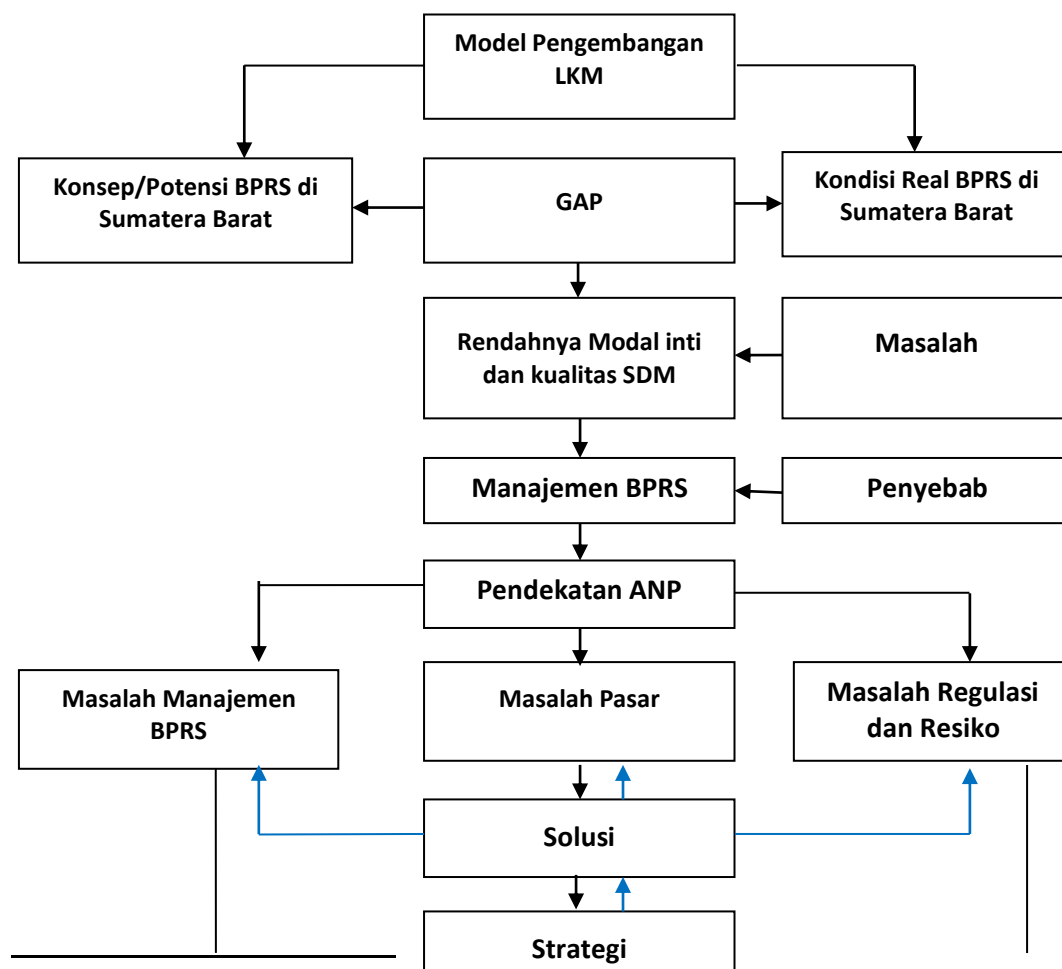 Model Pengembangan
LKM
Konsep/Potensi BPRS di
Sumatera Barat
GAP
Kondisi Real BPRS di
Sumatera Barat
Rendahnya Modal inti
dan kualitas SDM
Masalah
Manajemen BPRS
Penyebab
Pendekatan ANP
Masalah Manajemen
BPRS
Masalah Pasar
Masalah Regulasi
dan Resiko
Solusi
Strategi